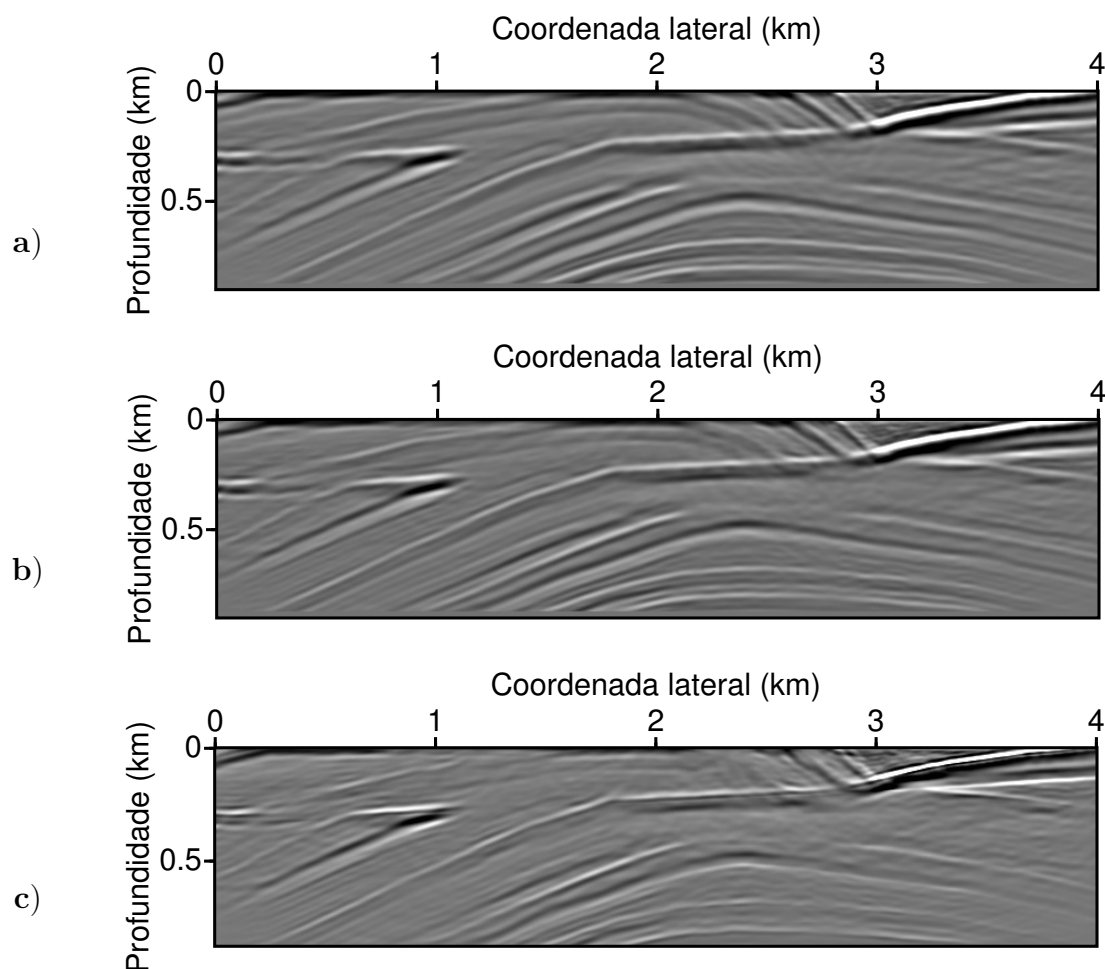 Coordenada lateral (km)
0 1 2 3 4
Profundidade (km)
0
0.5
a)
Coordenada lateral (km)
0 1 2 3 4
Profundidade (km)
0
0.5
b)
Coordenada lateral (km)
0 1 2 3 4
Profundidade (km)
0
0.5
c)